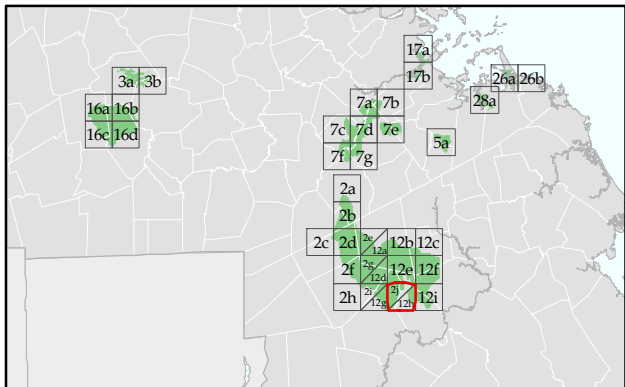 17a
3a 3b 17b 26a 26b
16a 16b 7a 7b 28a
16c 16d 7c 7d 7e 5a
7f 7g
2a
2b
2c 2d 2e 12a 12b 12c
2f 2g 12d 12e 12f
2h 2i 12g 2j 12h 12i